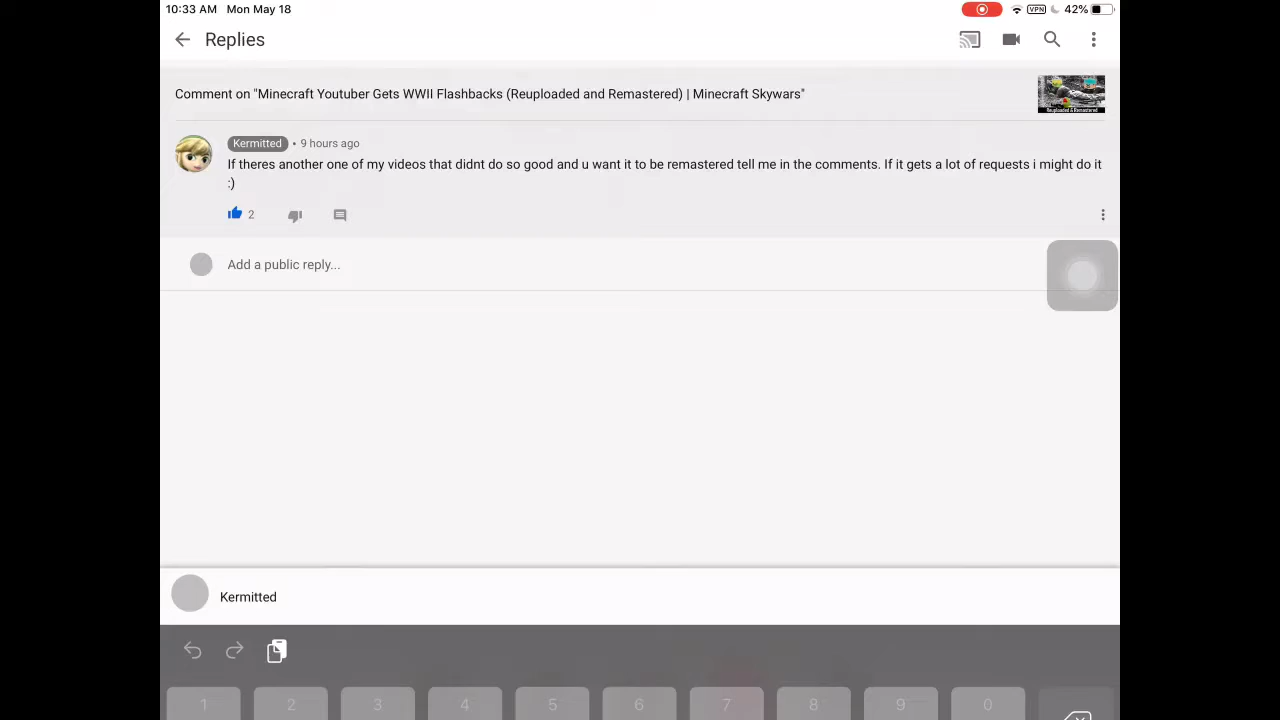 10:33 AM Mon May 18 VPN 42%
Replies
Comment on "Minecraft Youtuber Gets WWII Flashbacks (Reuploaded and Remastered) | Minecraft Skywars"
Reuploaded & Remastered
Kermitted • 9 hours ago
If theres another one of my videos that didnt do so good and u want it to be remastered tell me in the comments. If it gets a lot of requests i might do it
:)
2
Add a public reply...
Kermitted
1 2 3 4 5 6 7 8 9 0